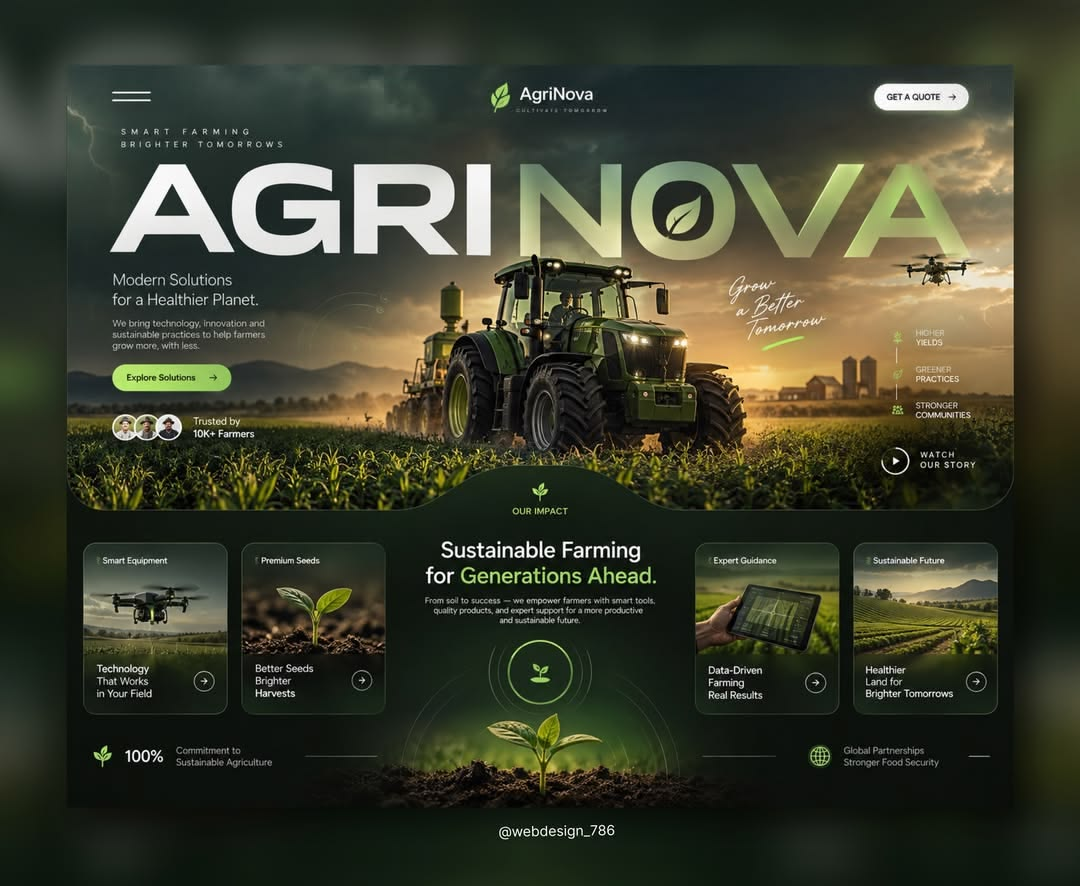 AgriNova
CULTIVATE TOMORROW
GET A QUOTE
SMART FARMING
BRIGHTER TOMORROWS
AGRINOVA
Modern Solutions
for a Healthier Planet.
We bring technology, innovation and
sustainable practices to help farmers
grow more, with less.
Explore Solutions
Trusted by
10K+ Farmers
Grow
a Better
Tomorrow
HIGHER
YIELDS
GREENER
PRACTICES
STRONGER
COMMUNITIES
WATCH
OUR STORY
OUR IMPACT
Sustainable Farming
for Generations Ahead.
From soil to success — we empower farmers with smart tools,
quality products, and expert support for a more productive
and sustainable future.
Smart Equipment
Technology
That Works
in Your Field
Premium Seeds
Better Seeds
Brighter
Harvests
Expert Guidance
Data-Driven
Farming
Real Results
Sustainable Future
Healthier
Land for
Brighter Tomorrows
100%
Commitment to
Sustainable Agriculture
Global Partnerships
Stronger Food Security
@webdesign_786